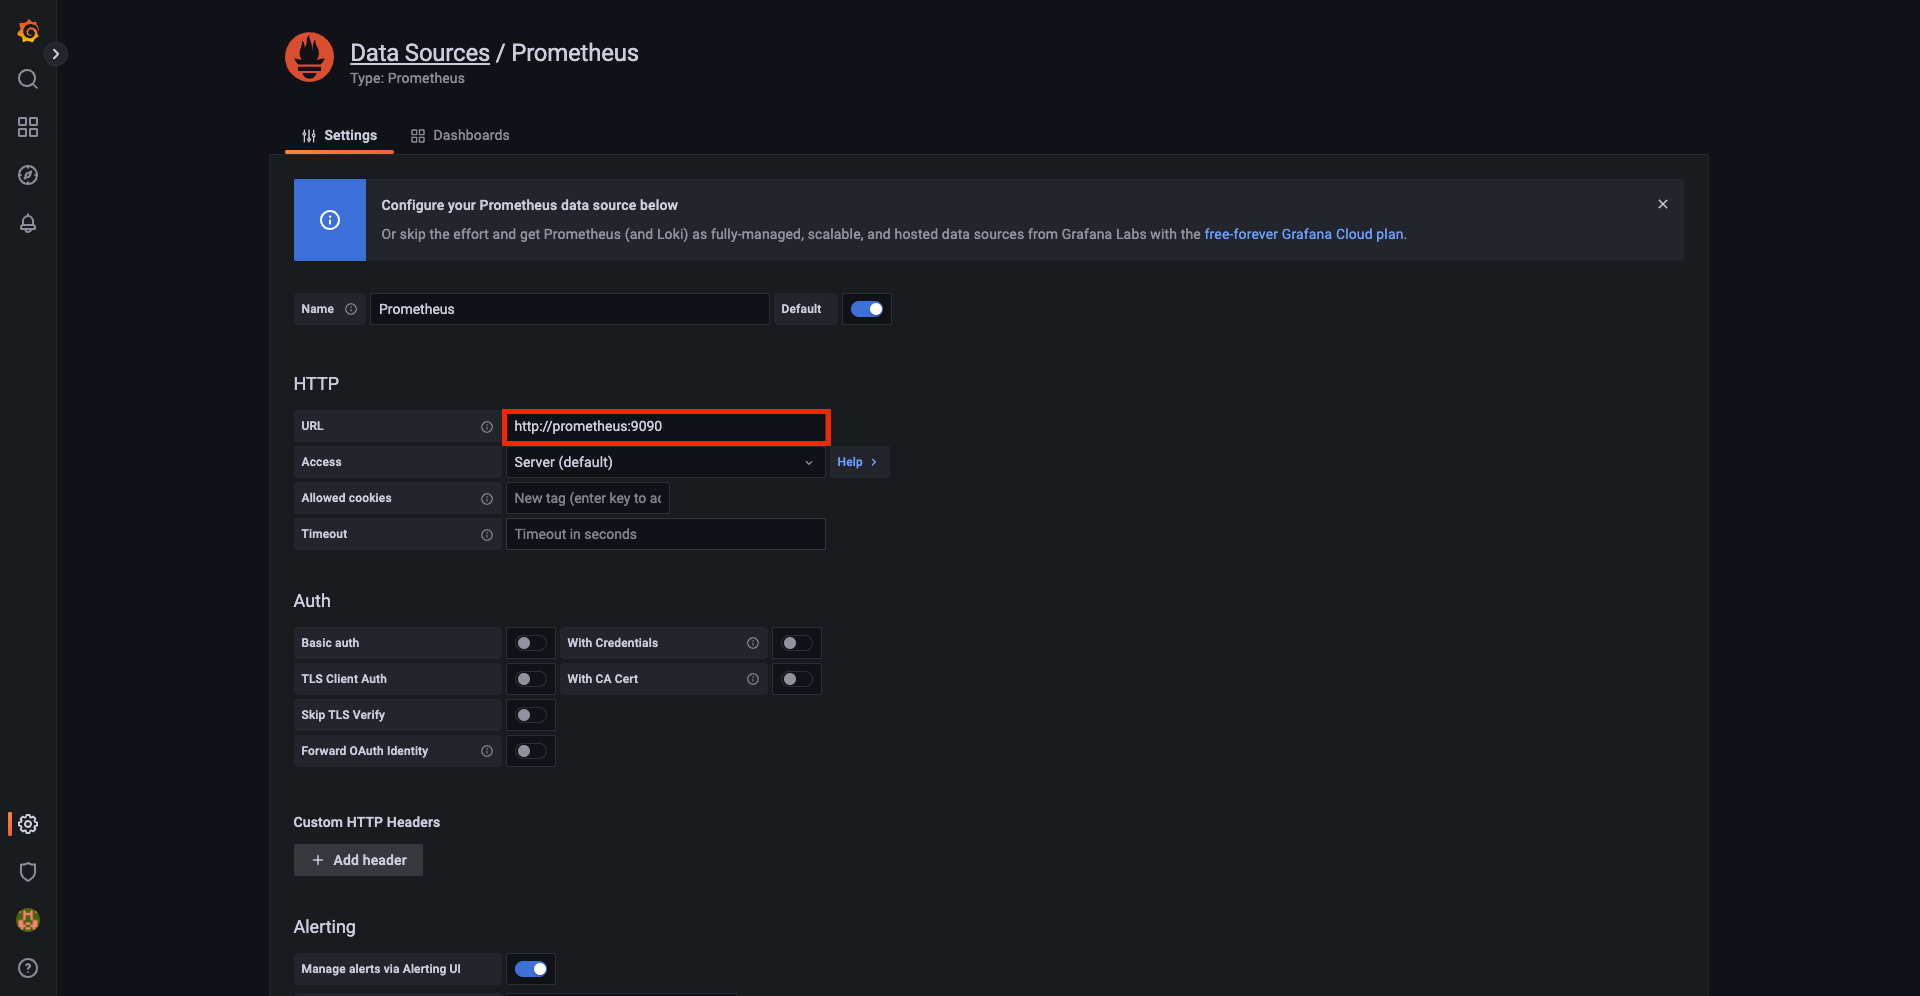 Data Sources / Prometheus
Type: Prometheus
Settings
Dashboards
Configure your Prometheus data source below
Or skip the effort and get Prometheus (and Loki) as fully-managed, scalable, and hosted data sources from Grafana Labs with the free-forever Grafana Cloud plan.
Name
Prometheus
Default
HTTP
URL
http://prometheus:9090
Access
Server (default)
Help
Allowed cookies
New tag (enter key to ad
Timeout
Timeout in seconds
Auth
Basic auth
With Credentials
TLS Client Auth
With CA Cert
Skip TLS Verify
Forward OAuth Identity
Custom HTTP Headers
Add header
Alerting
Manage alerts via Alerting UI